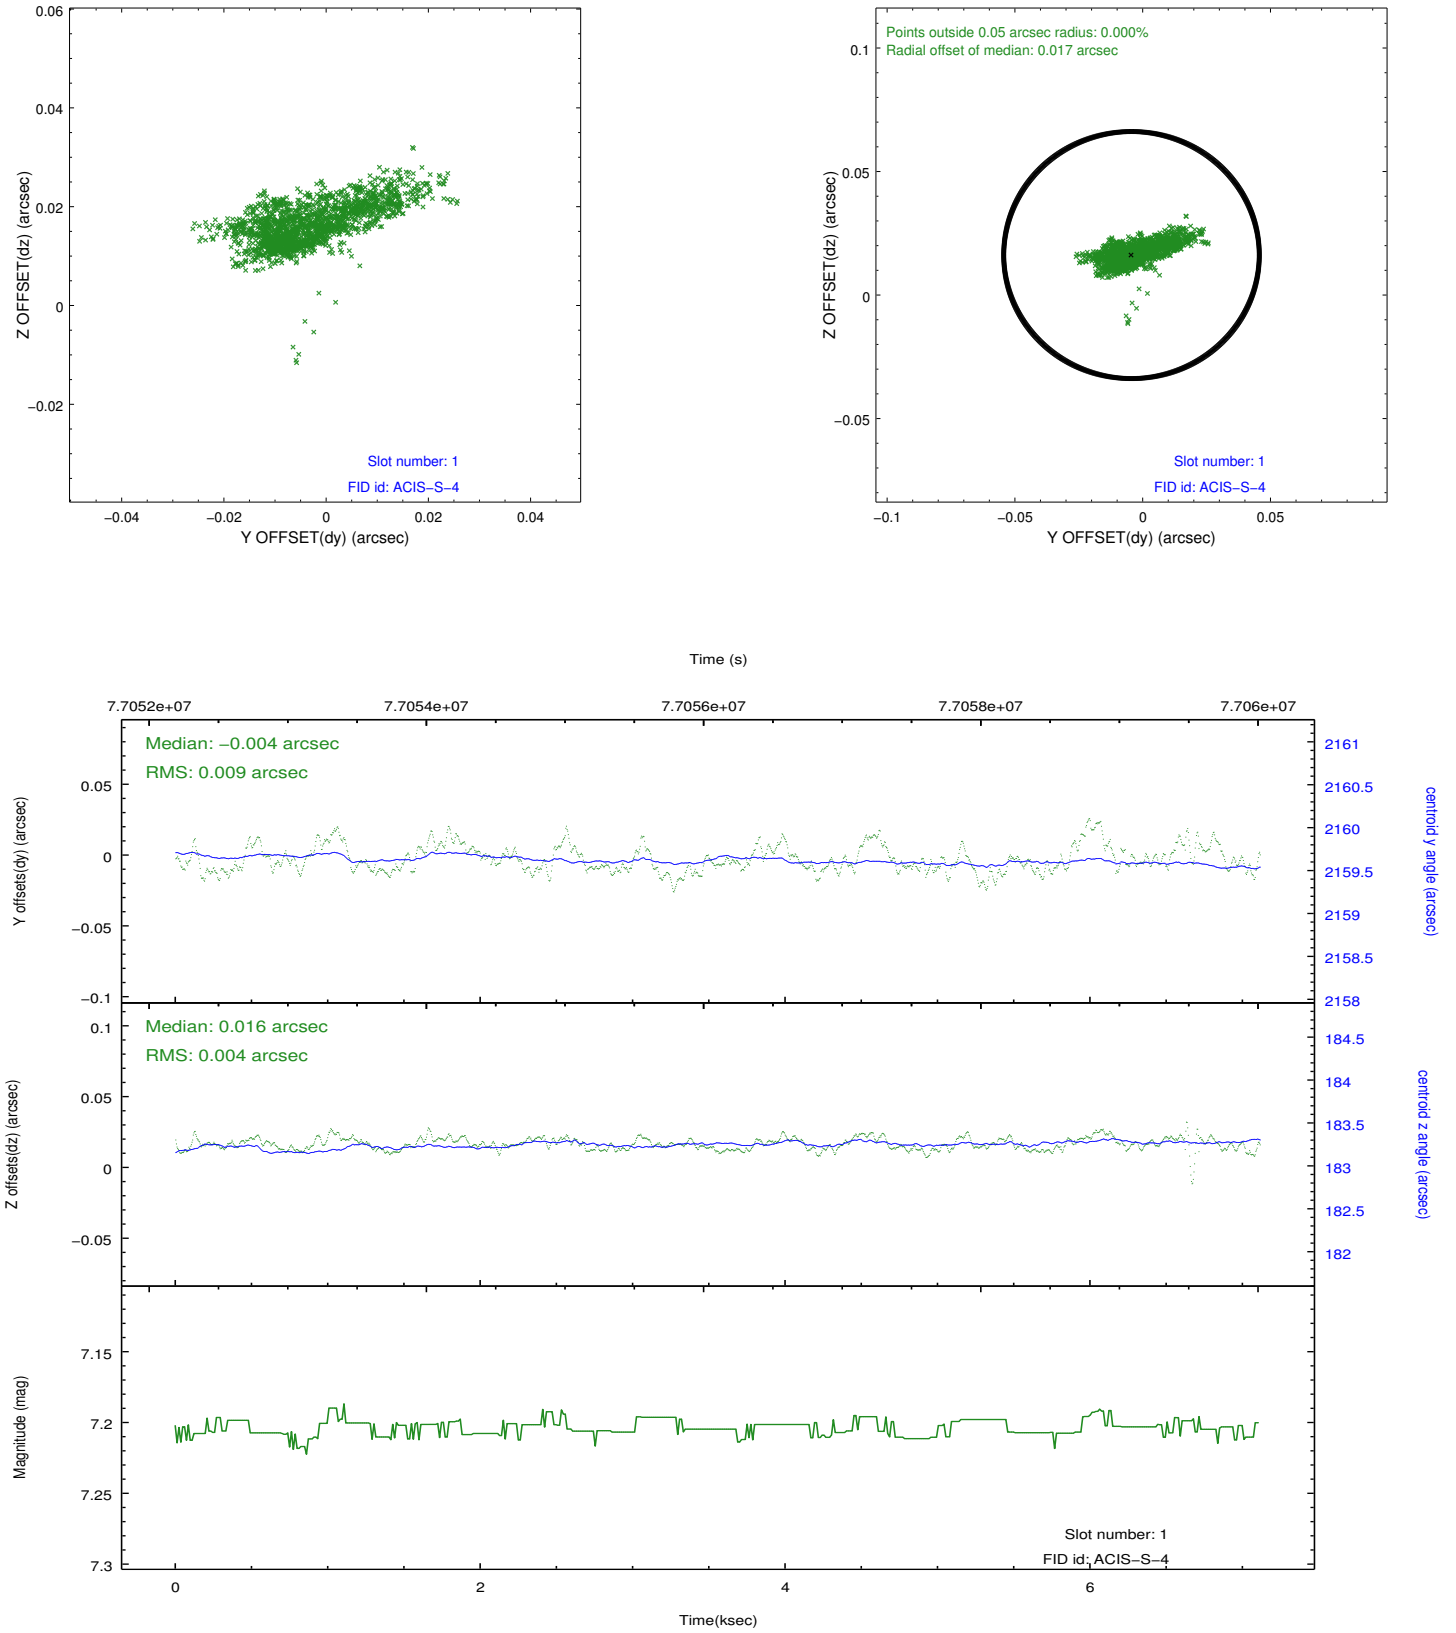 0.06
0.04
0.02
0
−0.02
Z OFFSET(dz) (arcsec)
−0.04
−0.02
0
0.02
0.04
Y OFFSET(dy) (arcsec)
Slot number: 1
FID id: ACIS−S−4
Points outside 0.05 arcsec radius: 0.000%
Radial offset of median: 0.017 arcsec
0.1
0.05
0
−0.05
Z OFFSET(dz) (arcsec)
−0.1
−0.05
0
0.05
Y OFFSET(dy) (arcsec)
Slot number: 1
FID id: ACIS−S−4
Time (s)
7.7052e+07
7.7054e+07
7.7056e+07
7.7058e+07
7.706e+07
Median: −0.004 arcsec
RMS: 0.009 arcsec
0.05
0
−0.05
−0.1
Y offsets(dy) (arcsec)
2161
2160.5
2160
2159.5
2159
2158.5
2158
centroid y angle (arcsec)
Median: 0.016 arcsec
RMS: 0.004 arcsec
0.1
0.05
0
−0.05
Z offsets(dz) (arcsec)
184.5
184
183.5
183
182.5
182
centroid z angle (arcsec)
7.15
7.2
7.25
7.3
Magnitude (mag)
Slot number: 1
FID id: ACIS−S−4
0
2
4
6
Time(ksec)